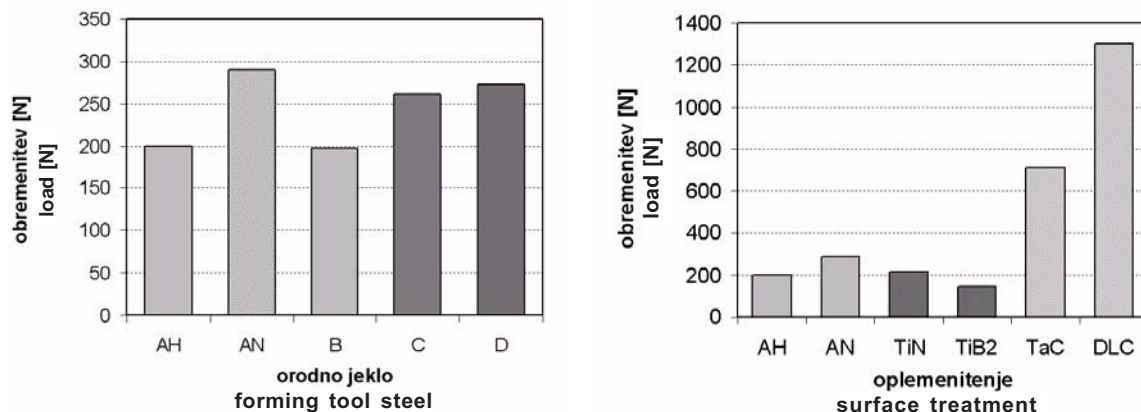 350
300
250
200
150
100
50
0
obremenitev [N]
load [N]
AH AN B C D
orodno jeklo
forming tool steel
1400
1200
1000
800
600
400
200
0
obremenitev [N]
load [N]
AH AN TiN TiB2 TaC DLC
oplemenitenje
surface treatment